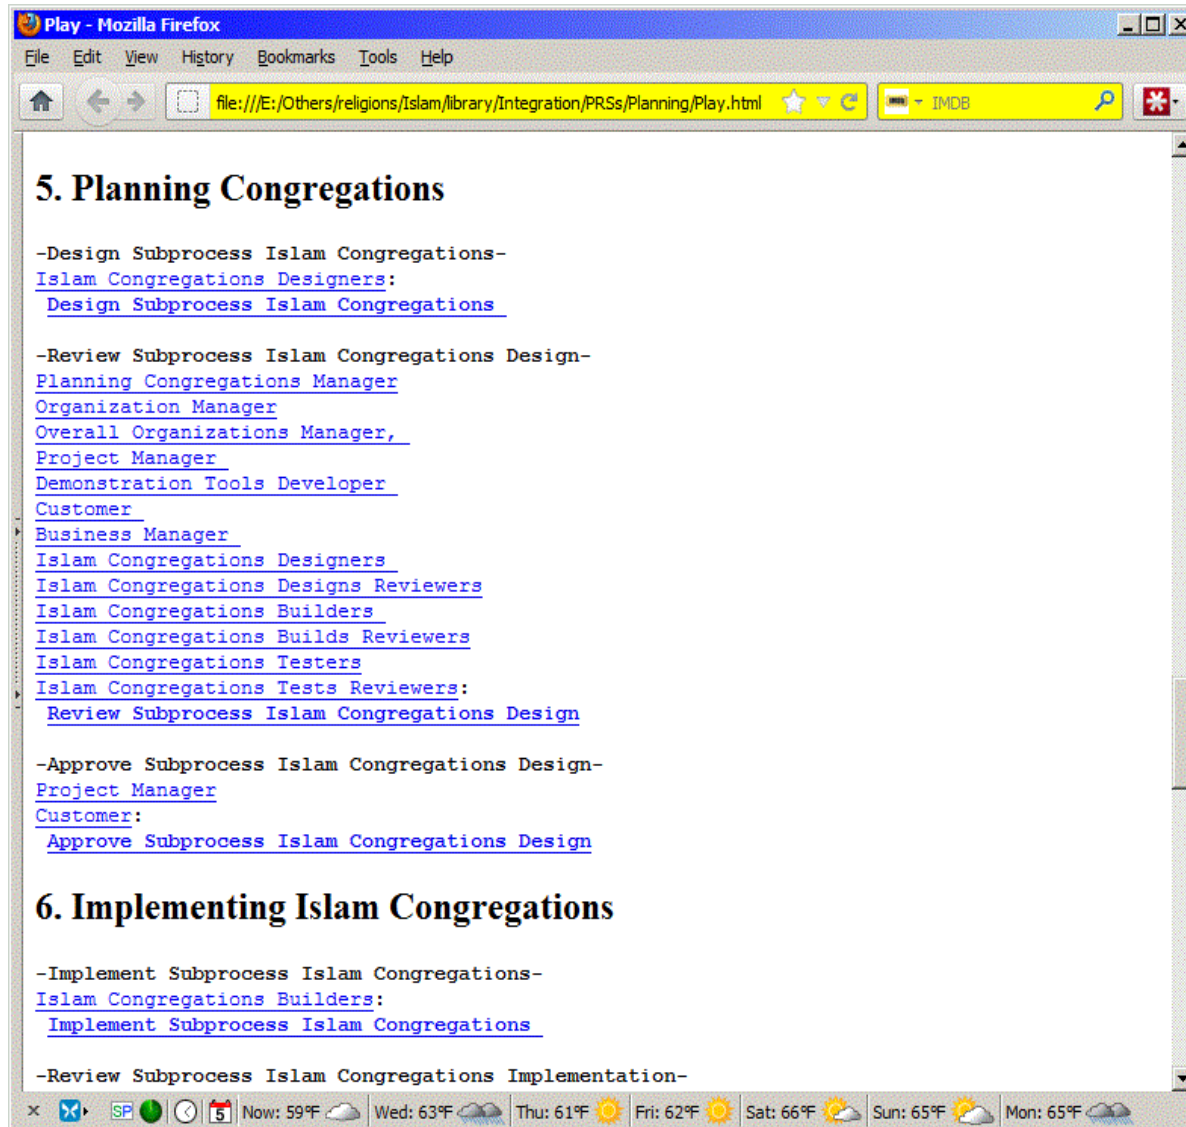 Play - Mozilla Firefox
File Edit View History Bookmarks Tools Help
file:///E:/Others/religions/Islam/library/Integration/PRSs/Planning/Play.html IMDB
5. Planning Congregations
-Design Subprocess Islam Congregations-
Islam Congregations Designers:
Design Subprocess Islam Congregations
-Review Subprocess Islam Congregations Design-
Planning Congregations Manager
Organization Manager
Overall Organizations Manager,
Project Manager
Demonstration Tools Developer
Customer
Business Manager
Islam Congregations Designers
Islam Congregations Designs Reviewers
Islam Congregations Builders
Islam Congregations Builds Reviewers
Islam Congregations Testers
Islam Congregations Tests Reviewers:
Review Subprocess Islam Congregations Design
-Approve Subprocess Islam Congregations Design-
Project Manager
Customer:
Approve Subprocess Islam Congregations Design
6. Implementing Islam Congregations
-Implement Subprocess Islam Congregations-
Islam Congregations Builders:
Implement Subprocess Islam Congregations
-Review Subprocess Islam Congregations Implementation-
SP 5 Now: 59°F Wed: 63°F Thu: 61°F Fri: 62°F Sat: 66°F Sun: 65°F Mon: 65°F